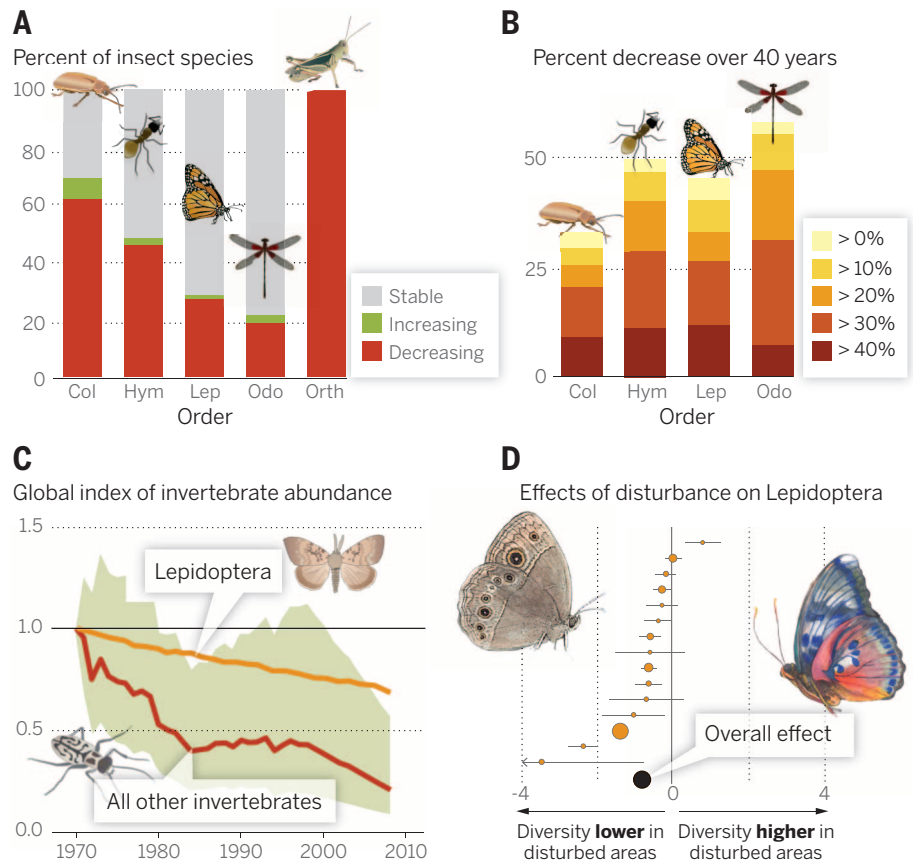 A
Percent of insect species
100
80
60
40
20
0
Col Hym Lep Odo Orth
Order
Stable
Increasing
Decreasing
B
Percent decrease over 40 years
50
25
0
Col Hym Lep Odo
Order
> 0%
> 10%
> 20%
> 30%
> 40%
C
Global index of invertebrate abundance
1.5
1.0
0.5
0.0
Lepidoptera
All other invertebrates
1970 1980 1990 2000 2010
D
Effects of disturbance on Lepidoptera
Overall effect
-4 0 4
Diversity lower in
disturbed areas
Diversity higher in
disturbed areas